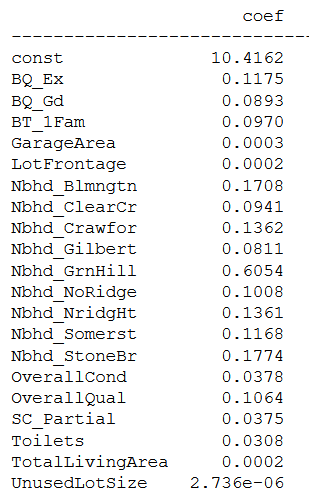 coef
------------------------------
const 10.4162
BQ_Ex 0.1175
BQ_Gd 0.0893
BT_1Fam 0.0970
GarageArea 0.0003
LotFrontage 0.0002
Nbhd_Blmngtn 0.1708
Nbhd_ClearCr 0.0941
Nbhd_Crawfor 0.1362
Nbhd_Gilbert 0.0811
Nbhd_GrnHill 0.6054
Nbhd_NoRidge 0.1008
Nbhd_NridgHt 0.1361
Nbhd_Somerst 0.1168
Nbhd_StoneBr 0.1774
OverallCond 0.0378
OverallQual 0.1064
SC_Partial 0.0375
Toilets 0.0308
TotalLivingArea 0.0002
UnusedLotSize 2.736e-06